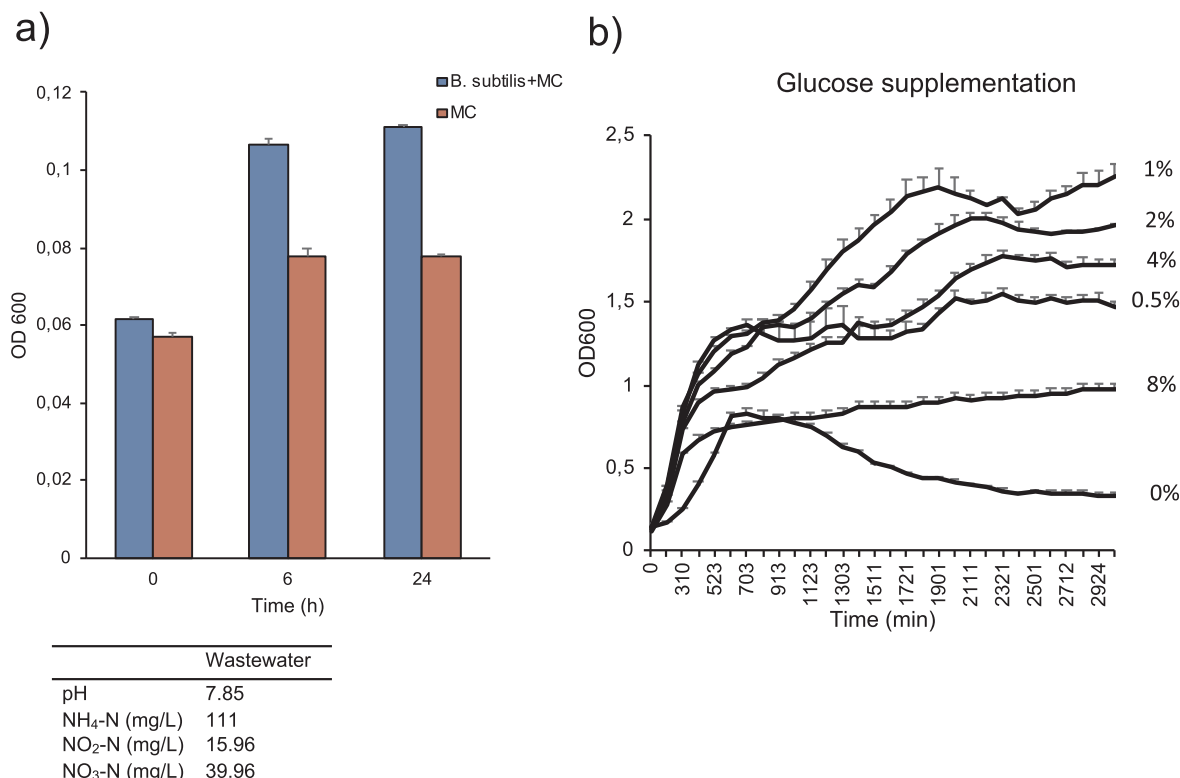 a)
B. subtilis+MC
MC
0,12
0,1
0,08
0,06
0,04
0,02
0
OD 600
0 6 24
Time (h)
Wastewater
pH 7.85
NH₄-N (mg/L) 111
NO₂-N (mg/L) 15.96
NO₃-N (mg/L) 39.96
b)
Glucose supplementation
2,5
2
1,5
1
0,5
0
OD600
1%
2%
4%
0.5%
8%
0%
0 310 523 703 913 1123 1303 1511 1721 1901 2111 2321 2501 2712 2924
Time (min)